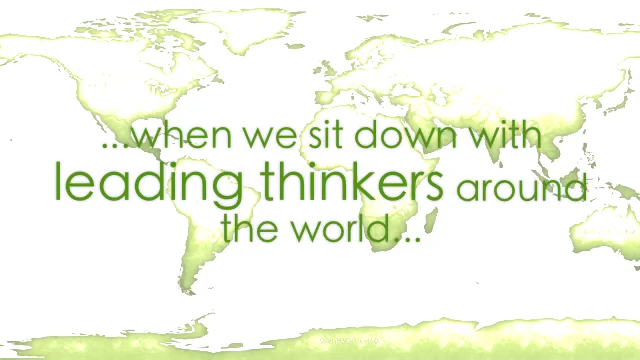 ...when we sit down with
leading thinkers around
the world...